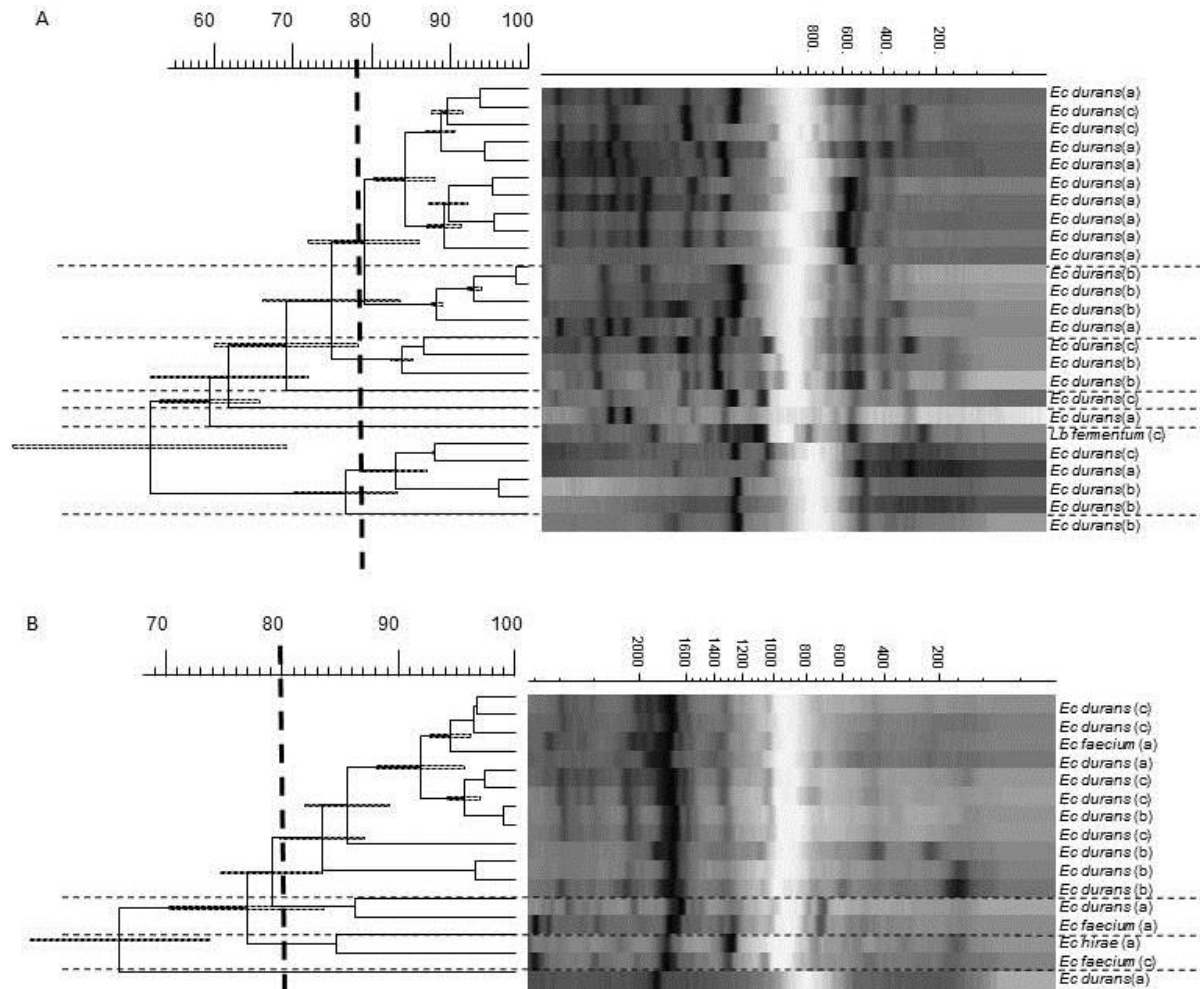 A
60 70 80 90 100
800. 600. 400. 200.
Ec durans(a)
Ec durans(c)
Ec durans(c)
Ec durans(a)
Ec durans(a)
Ec durans(a)
Ec durans(a)
Ec durans(a)
Ec durans(a)
Ec durans(a)
Ec durans(b)
Ec durans(b)
Ec durans(b)
Ec durans(a)
Ec durans(c)
Ec durans(b)
Ec durans(b)
Ec durans(c)
Ec durans(a)
Lb fermentum (c)
Ec durans(c)
Ec durans(a)
Ec durans(b)
Ec durans(b)
Ec durans(b)
B
70 80 90 100
2000 1600 1400 1200 1000 800 600 400 200
Ec durans (c)
Ec durans (c)
Ec faecium (a)
Ec durans (a)
Ec durans (c)
Ec durans (c)
Ec durans (b)
Ec durans (c)
Ec durans (b)
Ec durans (b)
Ec durans (b)
Ec durans (a)
Ec faecium (a)
Ec hirae (a)
Ec faecium (c)
Ec durans(a)